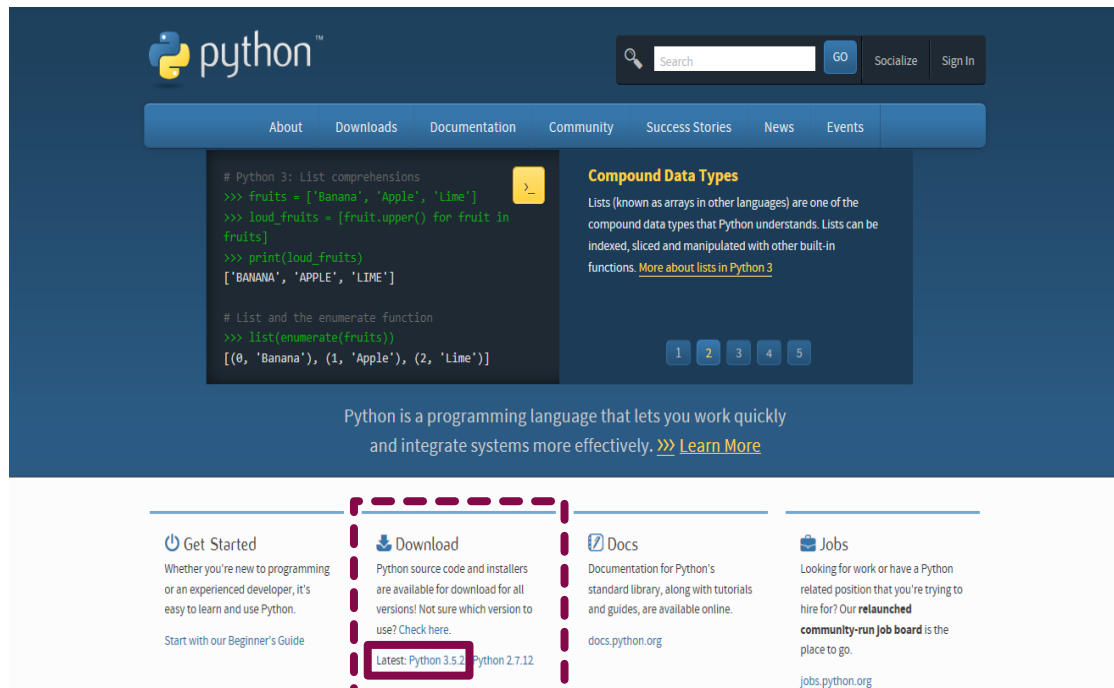 python™
Search
GO
Socialize
Sign In
About
Downloads
Documentation
Community
Success Stories
News
Events
# Python 3: List comprehensions
>>> fruits = ['Banana', 'Apple', 'Lime']
>>> loud_fruits = [fruit.upper() for fruit in
fruits]
>>> print(loud_fruits)
['BANANA', 'APPLE', 'LIME']
# List and the enumerate function
>>> list(enumerate(fruits))
[(0, 'Banana'), (1, 'Apple'), (2, 'Lime')]
>_
Compound Data Types
Lists (known as arrays in other languages) are one of the
compound data types that Python understands. Lists can be
indexed, sliced and manipulated with other built-in
functions. More about lists in Python 3
1
2
3
4
5
Python is a programming language that lets you work quickly
and integrate systems more effectively. >>> Learn More
Get Started
Whether you're new to programming
or an experienced developer, it's
easy to learn and use Python.
Start with our Beginner's Guide
Download
Python source code and installers
are available for download for all
versions! Not sure which version to
use? Check here.
Latest: Python 3.5.2 Python 2.7.12
Docs
Documentation for Python's
standard library, along with tutorials
and guides, are available online.
docs.python.org
Jobs
Looking for work or have a Python
related position that you're trying to
hire for? Our relaunched
community-run job board is the
place to go.
jobs.python.org